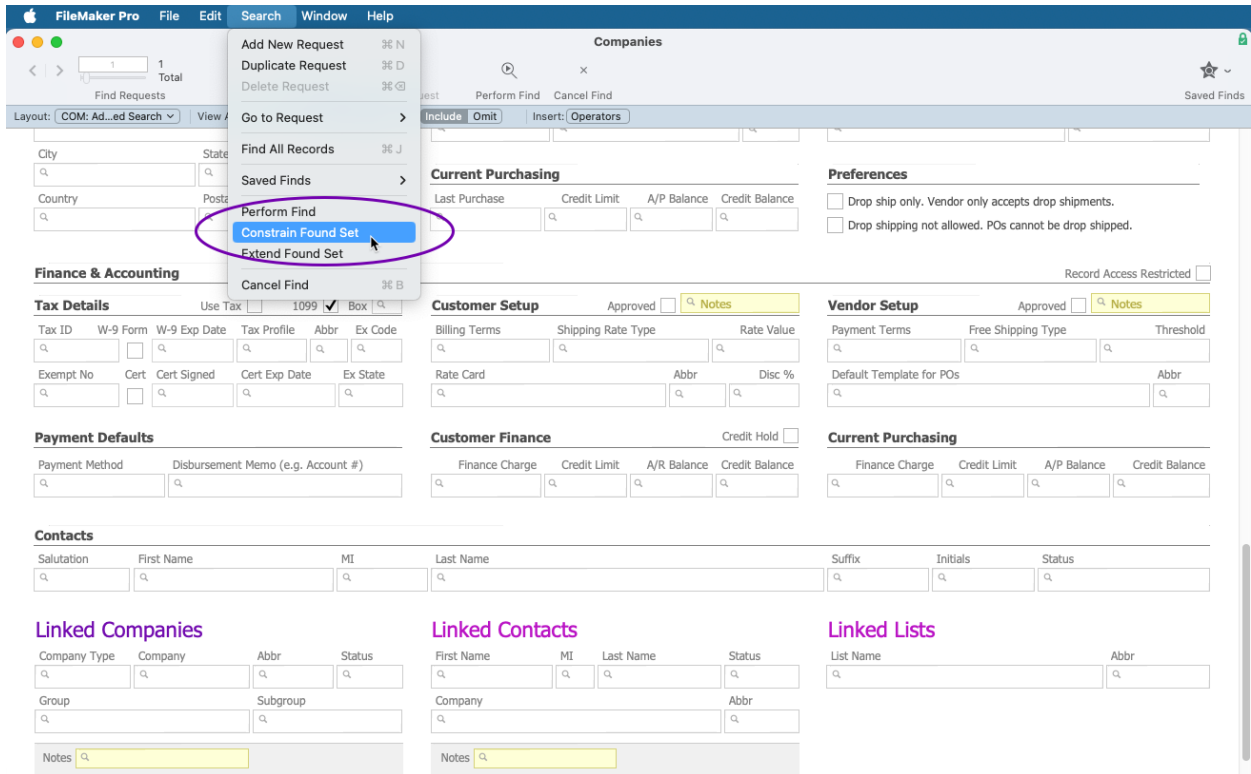 FileMaker Pro File Edit Search Window Help
Companies
Add New Request ⌘ N
Duplicate Request ⌘ D
Delete Request ⌘ ⌫
Go to Request >
Find All Records ⌘ J
Saved Finds >
Perform Find
Constrain Found Set
Extend Found Set
Cancel Find ⌘ B
1 1
Total
Find Requests Perform Find Cancel Find Saved Finds
Layout: COM: Ad...ed Search Include Omit Insert: Operators
City State
Current Purchasing Preferences
Country Last Purchase Credit Limit A/P Balance Credit Balance
Drop ship only. Vendor only accepts drop shipments.
Drop shipping not allowed. POs cannot be drop shipped.
Finance & Accounting Record Access Restricted
Tax Details Use Tax 1099 Box Customer Setup Approved Notes Vendor Setup Approved Notes
Tax ID W-9 Form W-9 Exp Date Tax Profile Abbr Ex Code Billing Terms Shipping Rate Type Rate Value Payment Terms Free Shipping Type Threshold
Exempt No Cert Cert Signed Cert Exp Date Ex State Rate Card Abbr Disc % Default Template for POs Abbr
Payment Defaults Customer Finance Credit Hold Current Purchasing
Payment Method Disbursement Memo (e.g. Account #) Finance Charge Credit Limit A/R Balance Credit Balance Finance Charge Credit Limit A/P Balance Credit Balance
Contacts
Salutation First Name MI Last Name Suffix Initials Status
Linked Companies Linked Contacts Linked Lists
Company Type Company Abbr Status First Name MI Last Name Status List Name Abbr
Group Subgroup Company Abbr
Notes Notes